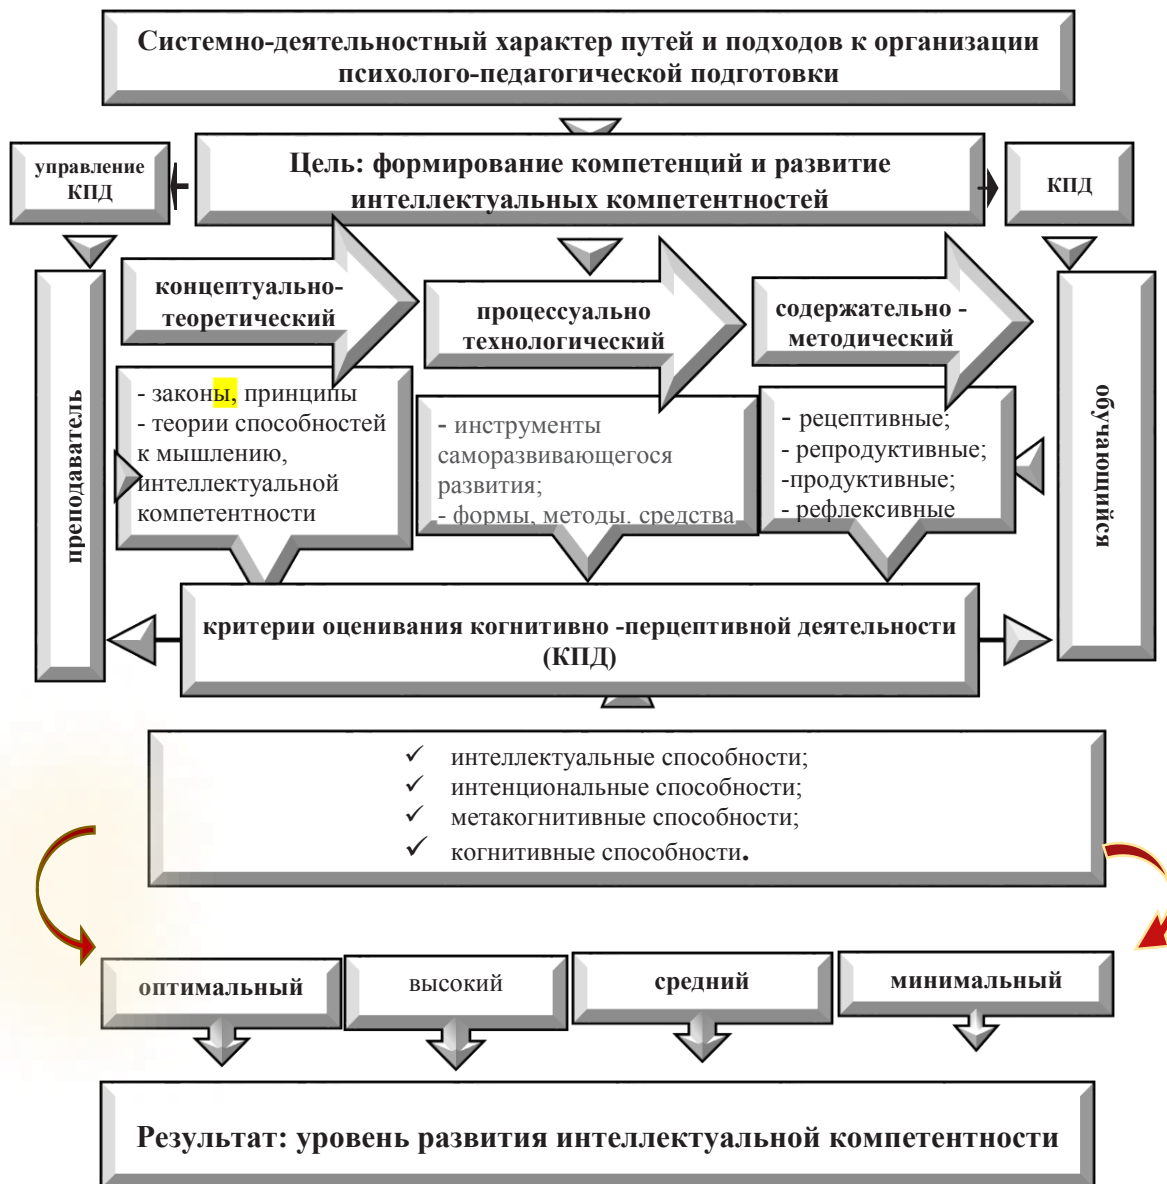 Системно-деятельностный характер путей и подходов к организации
психолого-педагогической подготовки
управление
КПД
Цель: формирование компетенций и развитие
интеллектуальных компетентностей
КПД
концептуально-
теоретический
процессуально
технологический
содержательно -
методический
преподаватель
- законы, принципы
- теории способностей
к мышлению,
интеллектуальной
компетентности
- инструменты
саморазвивающегося
развития;
- формы, методы, средства
- рецептивные;
- репродуктивные;
-продуктивные;
- рефлексивные
обучающийся
критерии оценивания когнитивно -перцептивной деятельности
(КПД)
✓ интеллектуальные способности;
✓ интенциональные способности;
✓ метакогнитивные способности;
✓ когнитивные способности.
оптимальный
высокий
средний
минимальный
Результат: уровень развития интеллектуальной компетентности